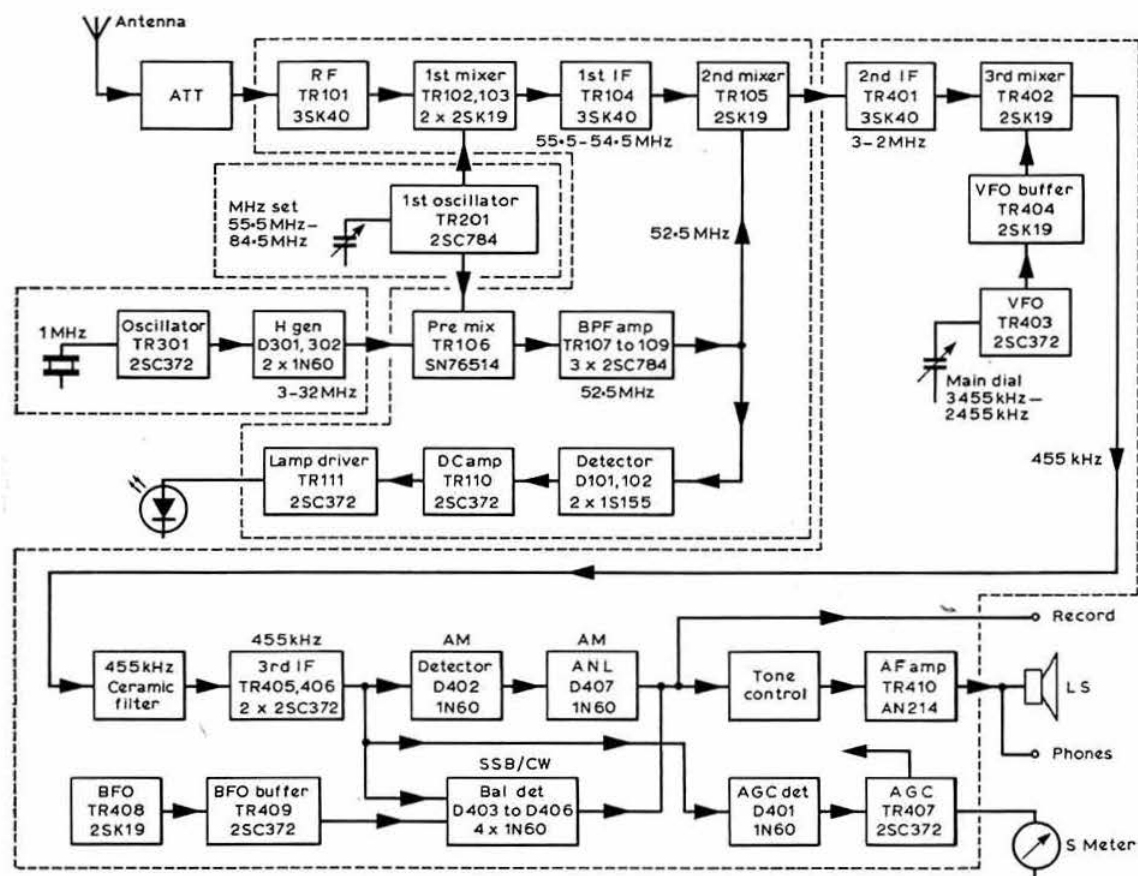 Antenna
ATT
RF
TR101
3SK40
1st mixer
TR102,103
2 x 2SK19
1st IF
TR104
3SK40
55·5–54·5MHz
2nd mixer
TR105
2SK19
2nd IF
TR401
3SK40
3–2MHz
3rd mixer
TR402
2SK19
MHz set
55·5MHz–
84·5MHz
1st oscillator
TR201
2SC784
52·5MHz
VFO buffer
TR404
2SK19
VFO
TR403
2SC372
Main dial
3455kHz–
2455kHz
1MHz
Oscillator
TR301
2SC372
H gen
D301, 302
2 x 1N60
3–32MHz
Pre mix
TR106
SN76514
BPF amp
TR107 to 109
3 x 2SC784
52·5MHz
Lamp driver
TR111
2SC372
DC amp
TR110
2SC372
Detector
D101, 102
2 x 1S155
455 kHz
455kHz
Ceramic
filter
455kHz
3rd IF
TR405,406
2 x 2SC372
AM
Detector
D402
1N60
AM
ANL
D407
1N60
Tone
control
AF amp
TR410
AN214
Record
LS
Phones
BFO
TR408
2SK19
BFO buffer
TR409
2SC372
SSB/CW
Bal det
D403 to D406
4 x 1N60
AGC det
D401
1N60
AGC
TR407
2SC372
S Meter